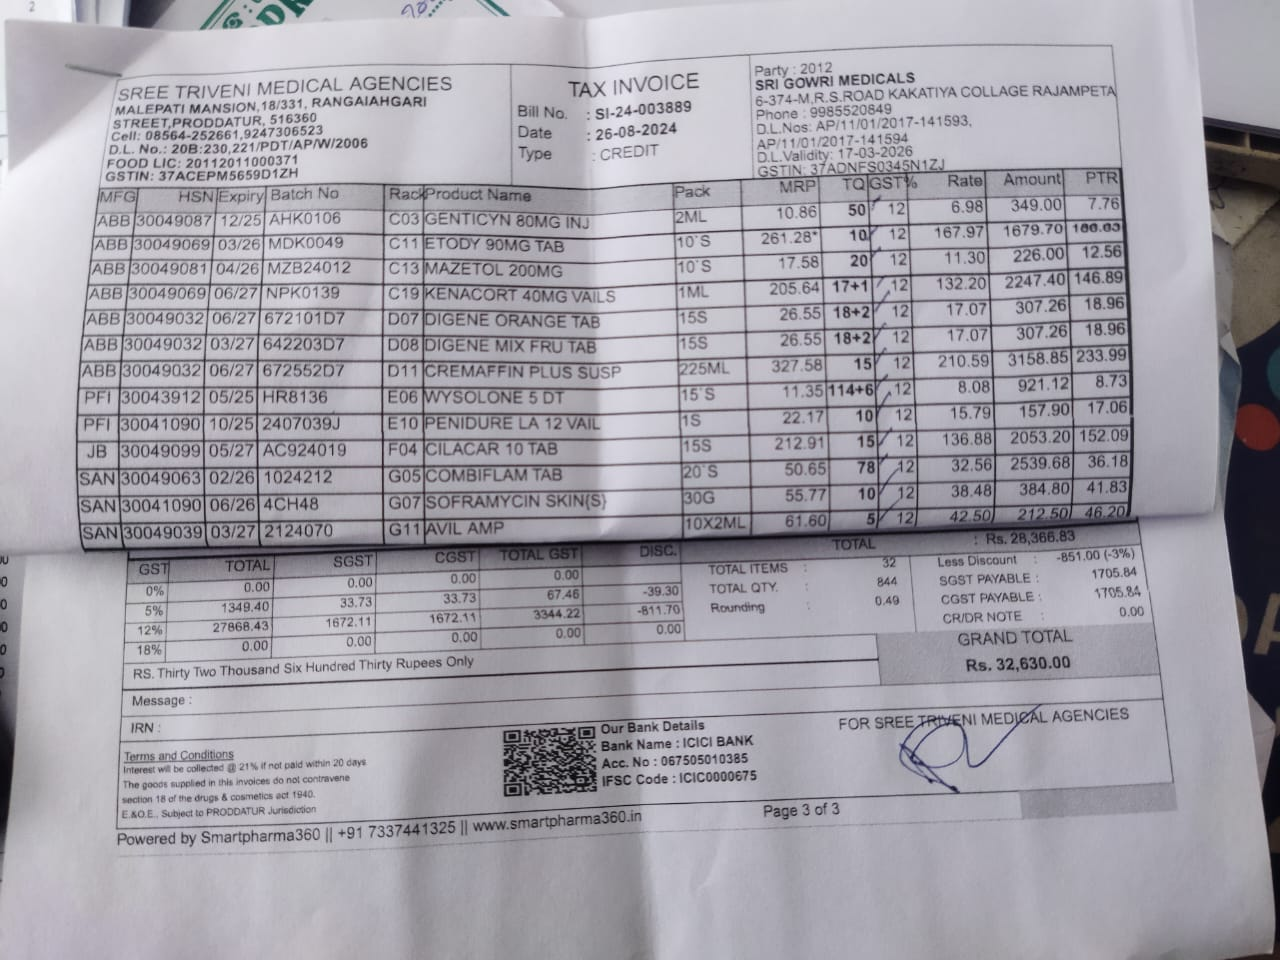 SREE TRIVENI MEDICAL AGENCIES
MALEPATI MANSION,18/331, RANGAIAHGARI
STREET,PRODDATUR, 516360
Cell: 08564-252661,9247306523
D.L. No.: 20B:230,221/PDT/AP/W/2006
FOOD LIC: 20112011000371
GSTIN: 37ACEPM5659D1ZH
TAX INVOICE
Bill No. : SI-24-003889
Date : 26-08-2024
Type : CREDIT
Party : 2012
SRI GOWRI MEDICALS
6-374-M,R.S.ROAD KAKATIYA COLLAGE RAJAMPETA
Phone : 9985520849
D.L.Nos: AP/11/01/2017-141593,
AP/11/01/2017-141594
D.L.Validity: 17-03-2026
GSTIN: 37ADNFS0345N1ZJ
MFG HSN Expiry Batch No Rack Product Name Pack MRP TQ GST% Rate Amount PTR
ABB 30049087 12/25 AHK0106 C03 GENTICYN 80MG INJ 2ML 10.86 50 12 6.98 349.00 7.76
ABB 30049069 03/26 MDK0049 C11 ETODY 90MG TAB 10`S 261.28* 10 12 167.97 1679.70
ABB 30049081 04/26 MZB24012 C13 MAZETOL 200MG 10`S 17.58 20 12 11.30 226.00 12.56
ABB 30049069 06/27 NPK0139 C19 KENACORT 40MG VAILS 1ML 205.64 17+1 12 132.20 2247.40 146.89
ABB 30049032 06/27 672101D7 D07 DIGENE ORANGE TAB 15S 26.55 18+2 12 17.07 307.26 18.96
ABB 30049032 03/27 642203D7 D08 DIGENE MIX FRU TAB 15S 26.55 18+2 12 17.07 307.26 18.96
ABB 30049032 06/27 672552D7 D11 CREMAFFIN PLUS SUSP 225ML 327.58 15 12 210.59 3158.85 233.99
PFI 30043912 05/25 HR8136 E06 WYSOLONE 5 DT 15`S 11.35 114+6 12 8.08 921.12 8.73
PFI 30041090 10/25 2407039J E10 PENIDURE LA 12 VAIL 1S 22.17 10 12 15.79 157.90 17.06
JB 30049099 05/27 AC924019 F04 CILACAR 10 TAB 15S 212.91 15 12 136.88 2053.20 152.09
SAN 30049063 02/26 1024212 G05 COMBIFLAM TAB 20`S 50.65 78 12 32.56 2539.68 36.18
SAN 30041090 06/26 4CH48 G07 SOFRAMYCIN SKIN(S) 30G 55.77 10 12 38.48 384.80 41.83
SAN 30049039 03/27 2124070 G11 AVIL AMP 10X2ML 61.60 5 12 42.50 212.50 46.20
GST TOTAL SGST CGST TOTAL GST DISC.
0% 0.00 0.00 0.00 0.00
5% 1349.40 33.73 33.73 67.46 -39.30
12% 27868.43 1672.11 1672.11 3344.22 -811.70
18% 0.00 0.00 0.00 0.00 0.00
TOTAL : Rs. 28,366.83
TOTAL ITEMS : 32
TOTAL QTY. : 844
Rounding 0.49
Less Discount : -851.00 (-3%)
SGST PAYABLE : 1705.84
CGST PAYABLE : 1705.84
CR/DR NOTE : 0.00
GRAND TOTAL
Rs. 32,630.00
RS. Thirty Two Thousand Six Hundred Thirty Rupees Only
Message :
IRN :
Terms and Conditions
Interest will be collected @ 21% if not paid within 20 days
The goods supplied in this invoices do not contravene
section 18 of the drugs & cosmetics act 1940.
E.&O.E., Subject to PRODDATUR Jurisdiction
Our Bank Details
Bank Name : ICICI BANK
Acc. No : 067505010385
IFSC Code : ICIC0000675
FOR SREE TRIVENI MEDICAL AGENCIES
Page 3 of 3
Powered by Smartpharma360 || +91 7337441325 || www.smartpharma360.in